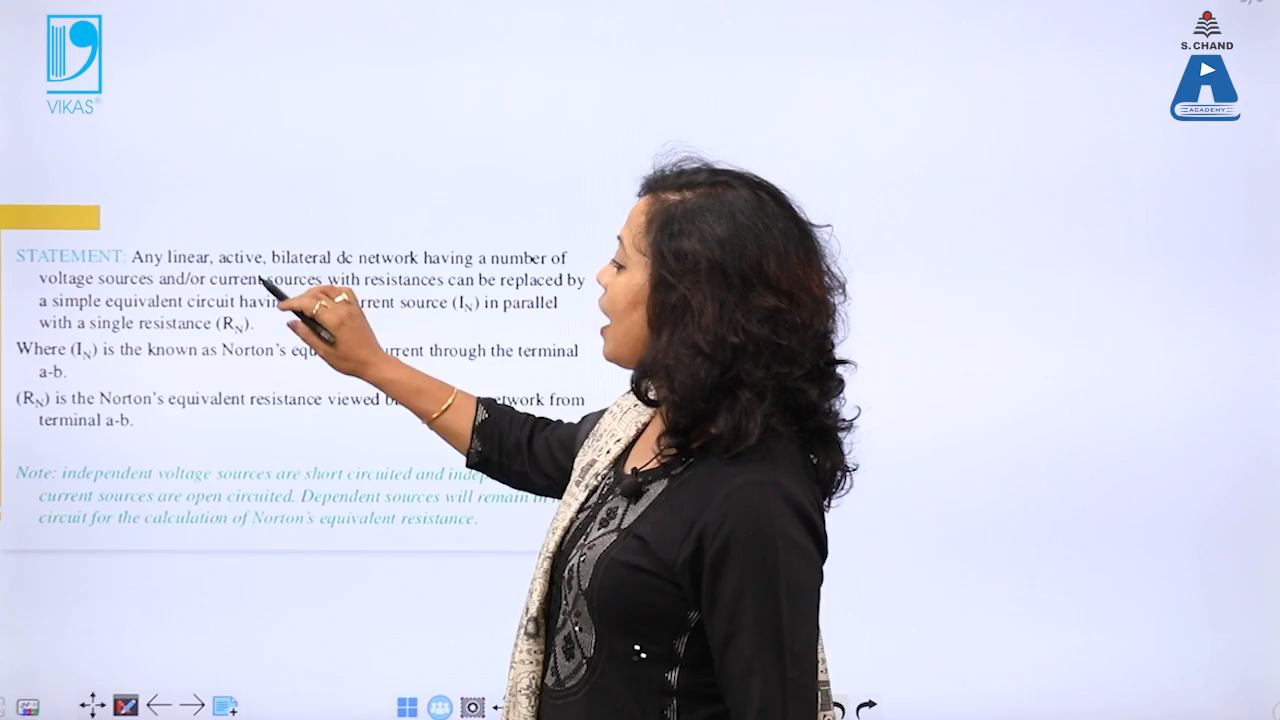 VIKAS®
S. CHAND
ACADEMY
STATEMENT: Any linear, active, bilateral dc network having a number of
voltage sources and/or current sources with resistances can be replaced by
a simple equivalent circuit rrent source (IN) in parallel
with a single resistance (RN).
Where (IN) is the known as Norton's rrent through the terminal
a-b.
(RN) is the Norton's equivalent resistance viewed etwork from
terminal a-b.
Note: independent voltage sources are short circuited and
current sources are open circuited. Dependent sources will remain in
circuit for the calculation of Norton's equivalent resistance.